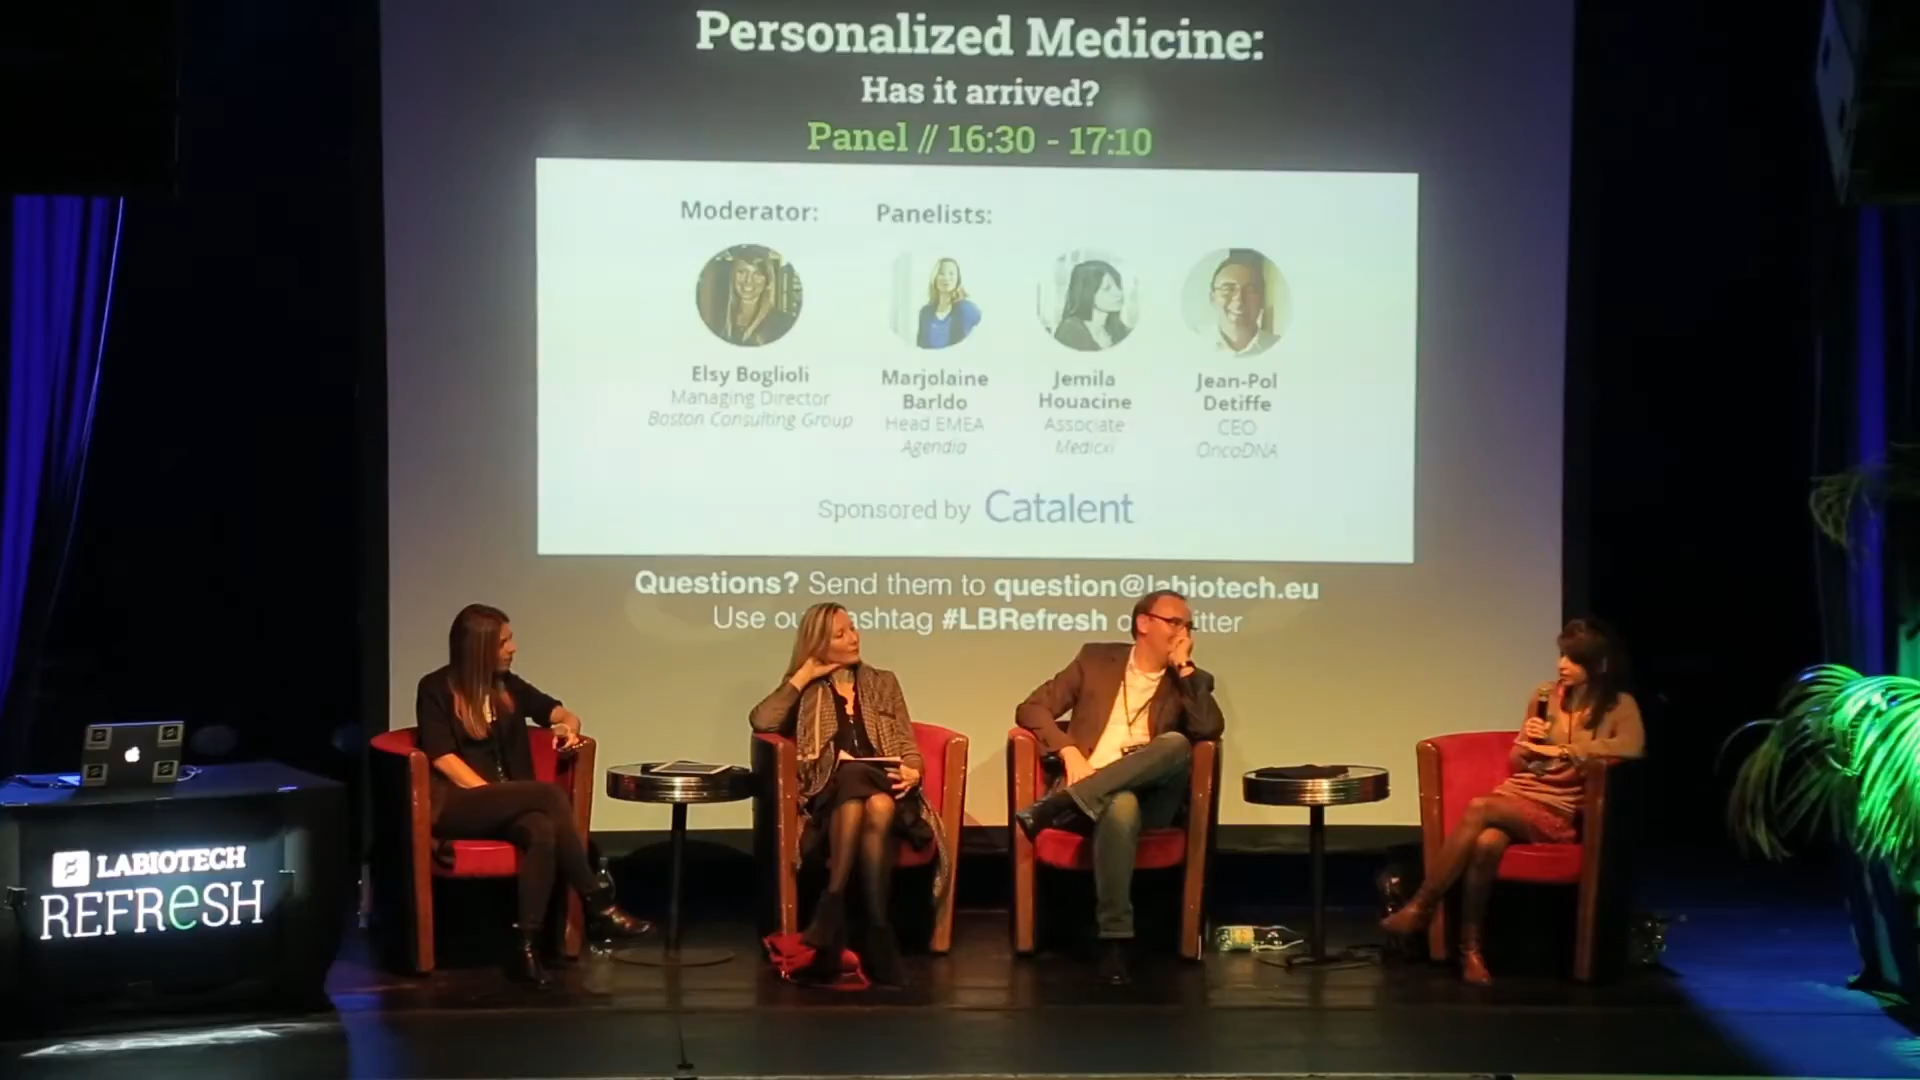 Personalized Medicine:
Has it arrived?
Panel // 16:30 - 17:10
Moderator:
Panelists:
Elsy Boglioli
Managing Director
Boston Consulting Group
Marjolaine
Barldo
Head EMEA
Agendia
Jemila
Houacine
Associate
Medicxi
Jean-Pol
Detiffe
CEO
OncoDNA
Sponsored by Catalent
Questions? Send them to question@labiotech.eu
Use ashtag #LBRefresh
LABIOTECH
REFReSH